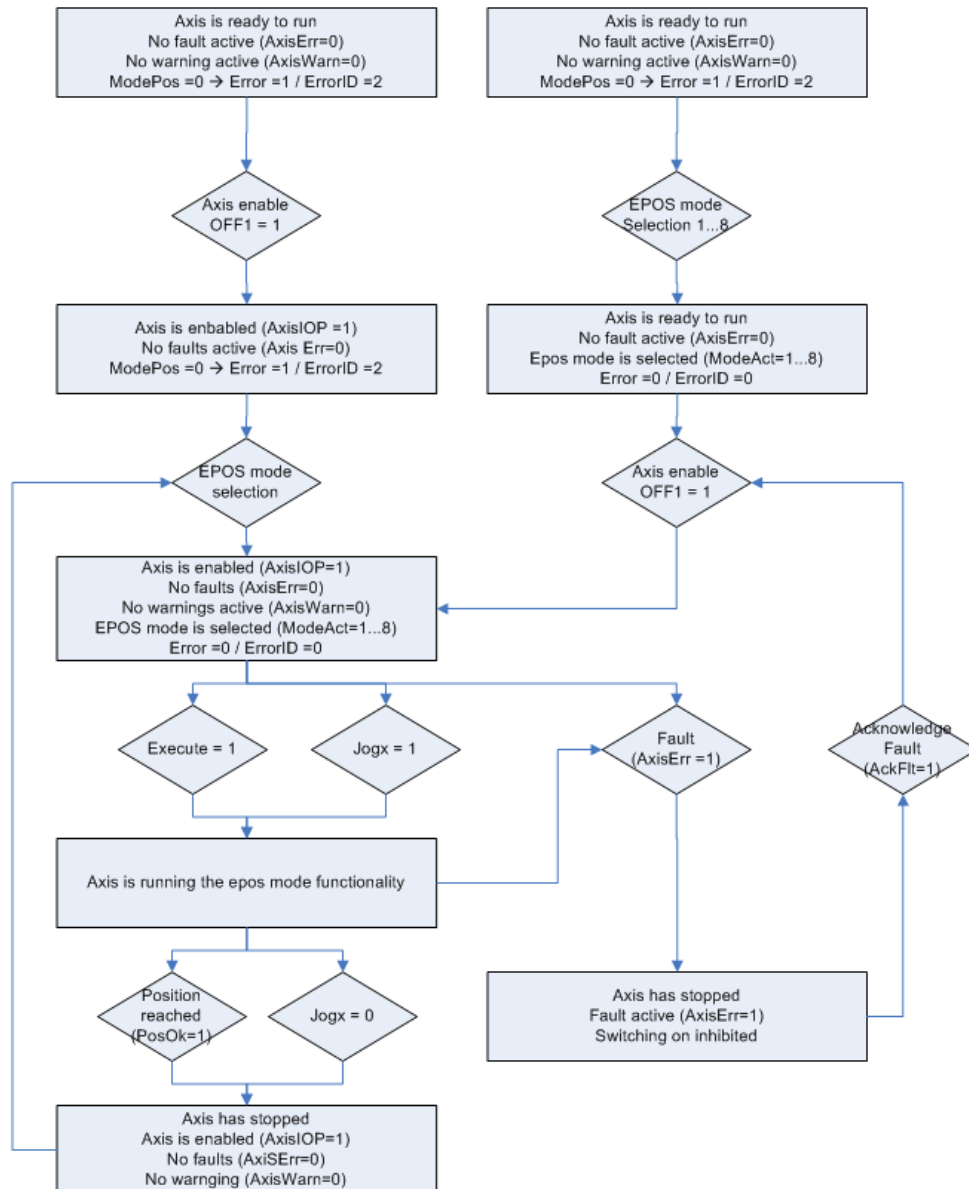 Axis is ready to run
No fault active (AxisErr=0)
No warning active (AxisWarn=0)
ModePos =0 → Error =1 / ErrorID =2
Axis is ready to run
No fault active (AxisErr=0)
No warning active (AxisWarn=0)
ModePos =0 → Error =1 / ErrorID =2
Axis enable
OFF1 = 1
EPOS mode
Selection 1...8
Axis is enbabled (AxisIOP =1)
No faults active (Axis Err=0)
ModePos =0 → Error =1 / ErrorID =2
Axis is ready to run
No fault active (AxisErr=0)
Epos mode is selected (ModeAct=1...8)
Error =0 / ErrorID =0
EPOS mode
selection
Axis enable
OFF1 = 1
Axis is enabled (AxisIOP=1)
No faults (AxisErr=0)
No warnings active (AxisWarn=0)
EPOS mode is selected (ModeAct=1...8)
Error =0 / ErrorID =0
Execute = 1
Jogx = 1
Fault
(AxisErr =1)
Acknowledge
Fault
(AckFlt=1)
Axis is running the epos mode functionality
Position
reached
(PosOk=1)
Jogx = 0
Axis has stopped
Fault active (AxisErr=1)
Switching on inhibited
Axis has stopped
Axis is enabled (AxisIOP=1)
No faults (AxiSErr=0)
No warnging (AxisWarn=0)